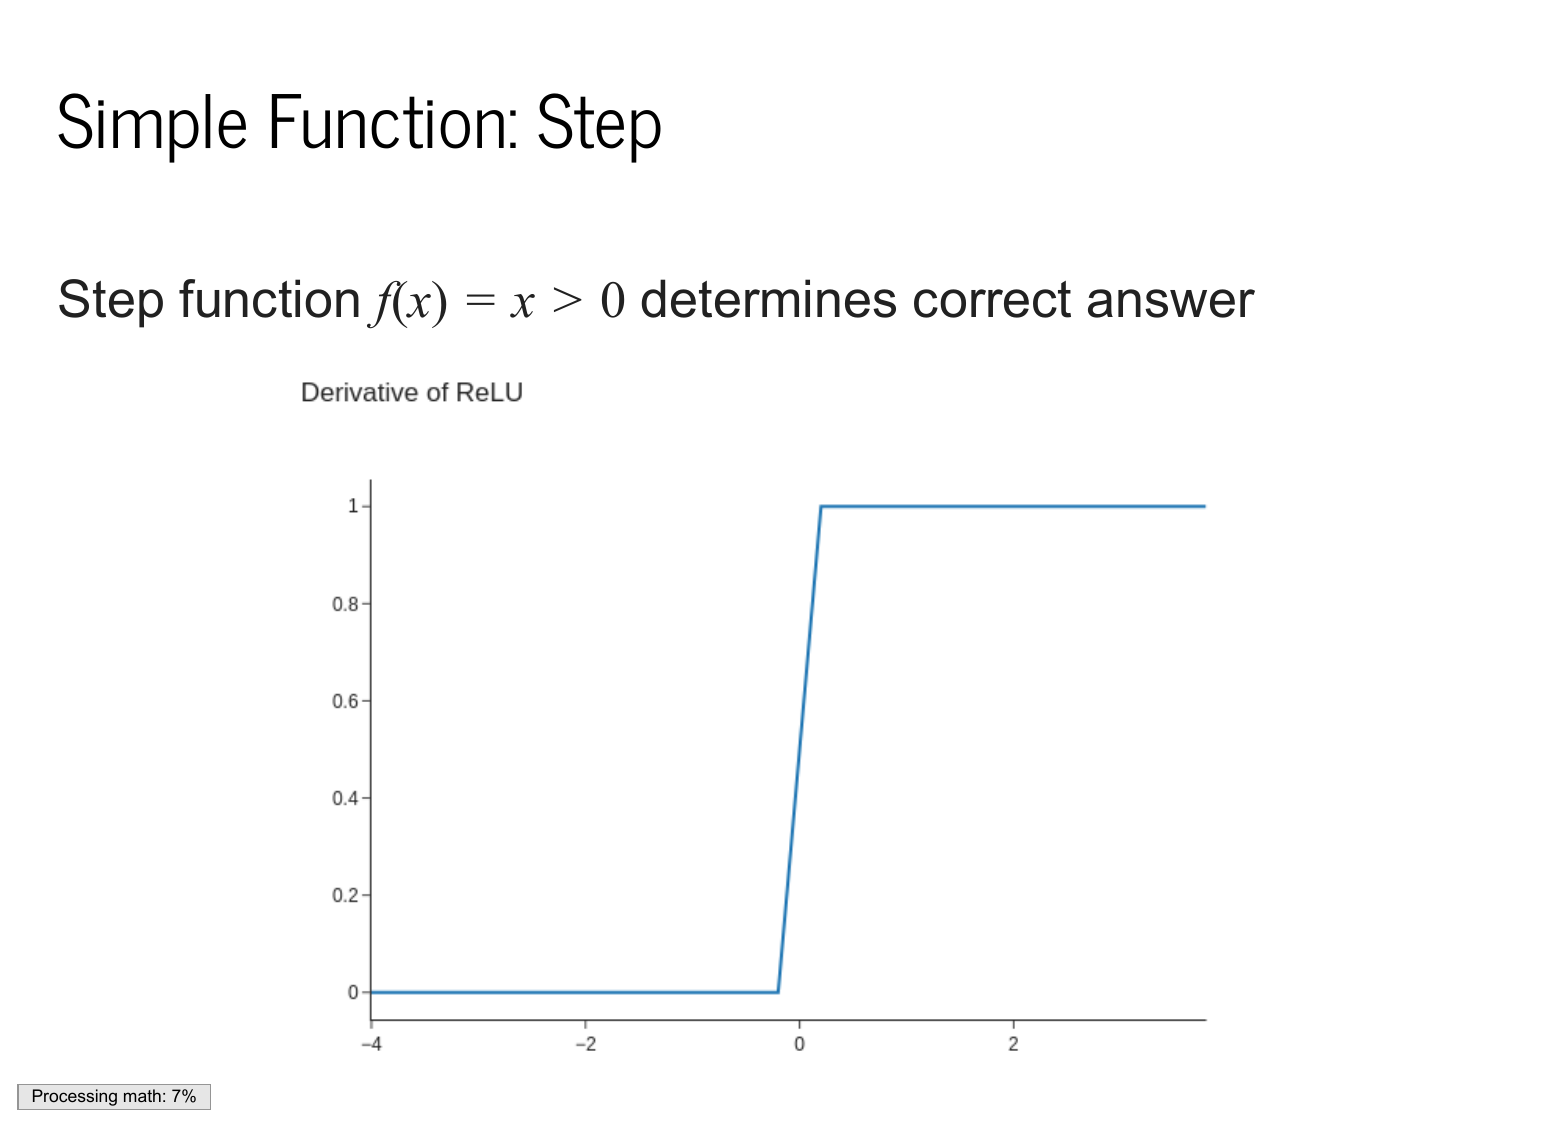 Simple Function: Step
Step function f(x) = x > 0 determines correct answer
Derivative of ReLU
1
0.8
0.6
0.4
0.2
0
−4
−2
0
2
Processing math: 7%